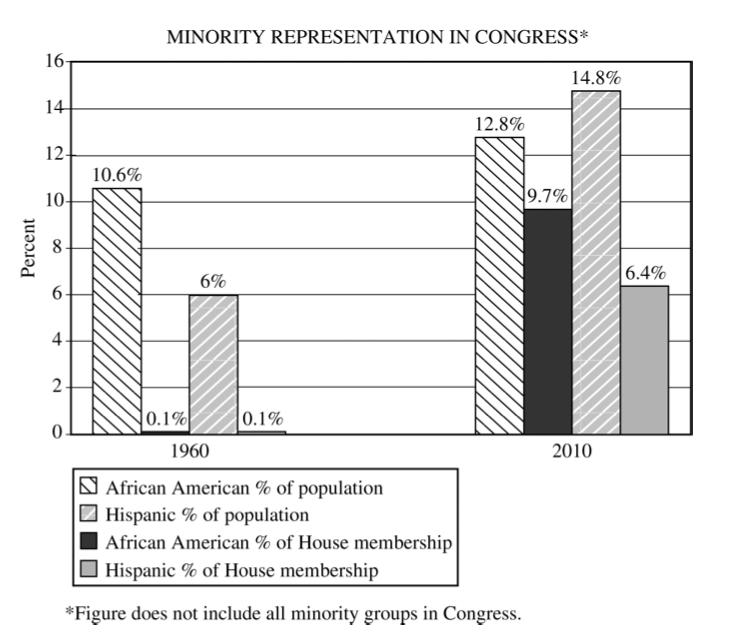 MINORITY REPRESENTATION IN CONGRESS*
16
14
12
10
8
6
4
2
0
Percent
10.6%
0.1%
6%
0.1%
12.8%
9.7%
14.8%
6.4%
1960
2010
African American % of population
Hispanic % of population
African American % of House membership
Hispanic % of House membership
*Figure does not include all minority groups in Congress.